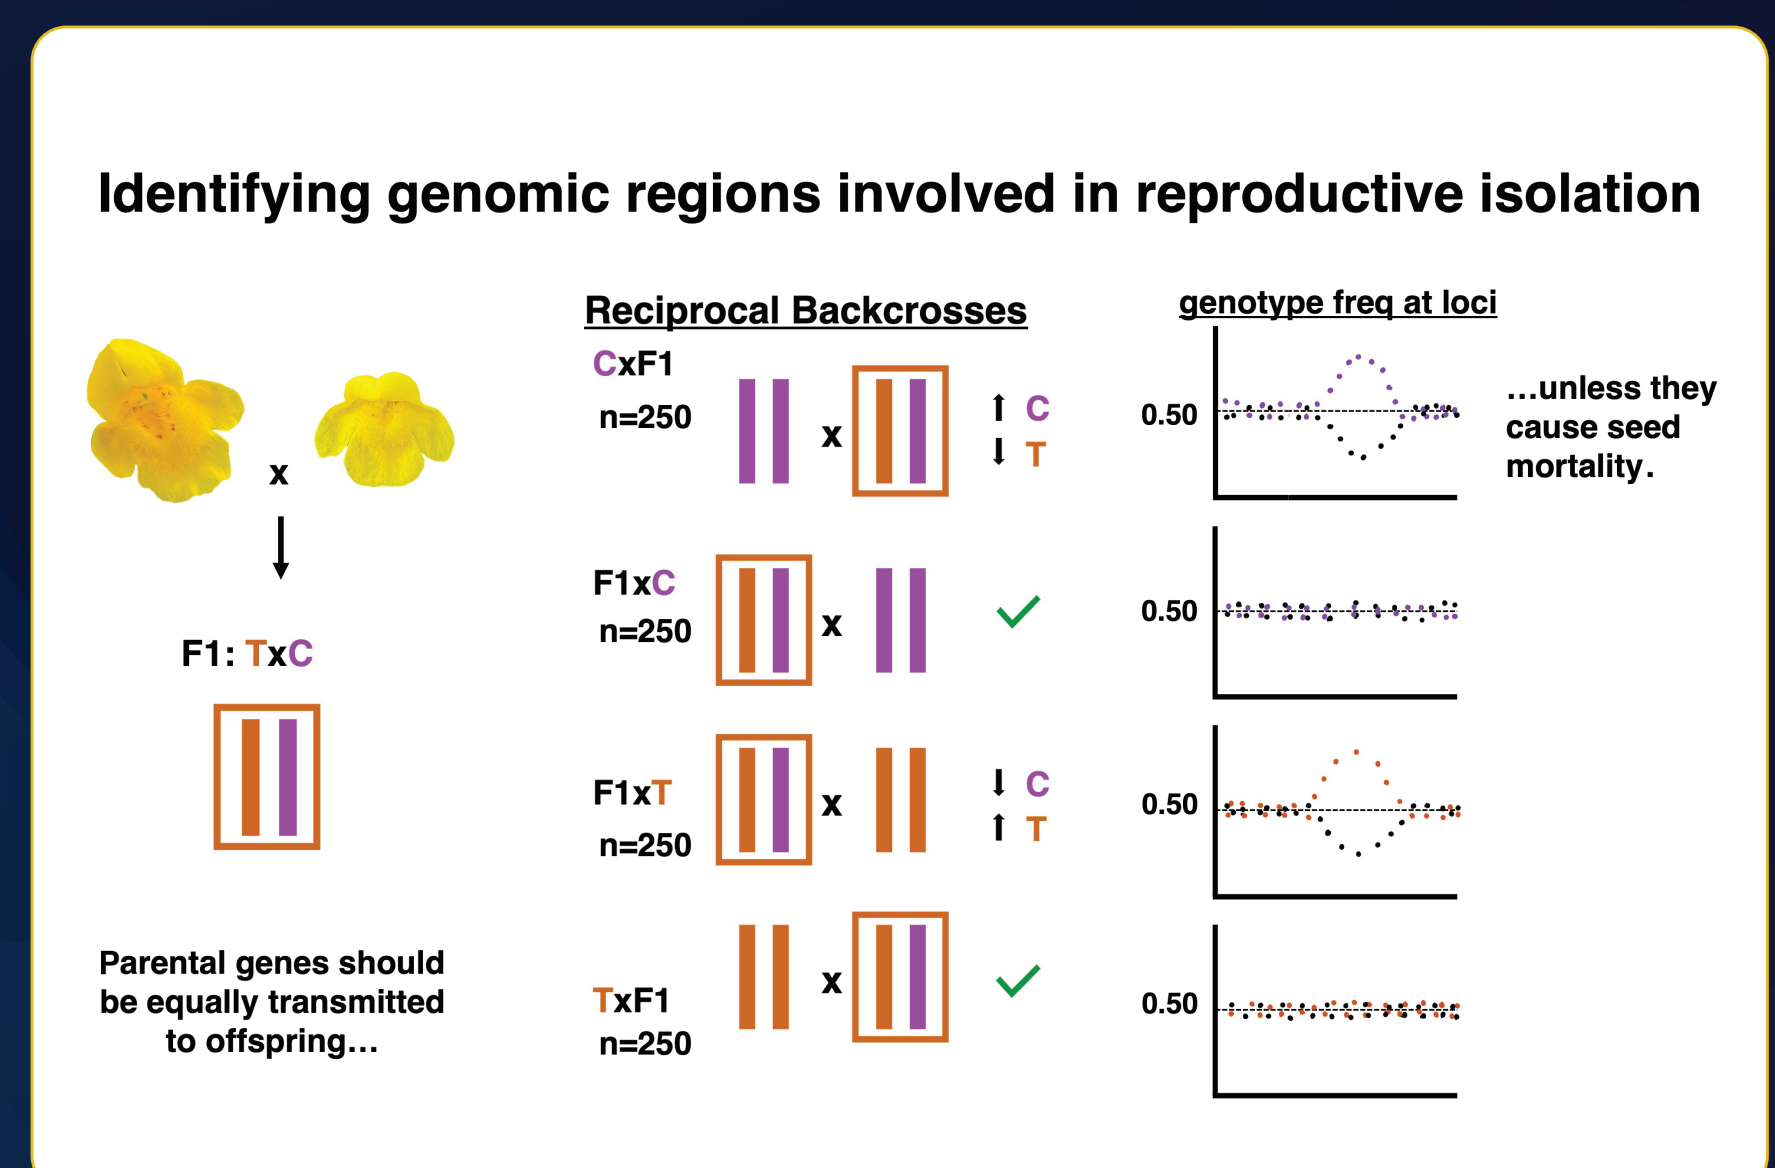 Identifying genomic regions involved in reproductive isolation
x
F1: TxC
Parental genes should
be equally transmitted
to offspring...
Reciprocal Backcrosses
CxF1
n=250
x
↑ C
↓ T
F1xC
n=250
x
✓
F1xT
n=250
x
↓ C
↑ T
TxF1
n=250
x
✓
genotype freq at loci
0.50
0.50
0.50
0.50
...unless they
cause seed
mortality.